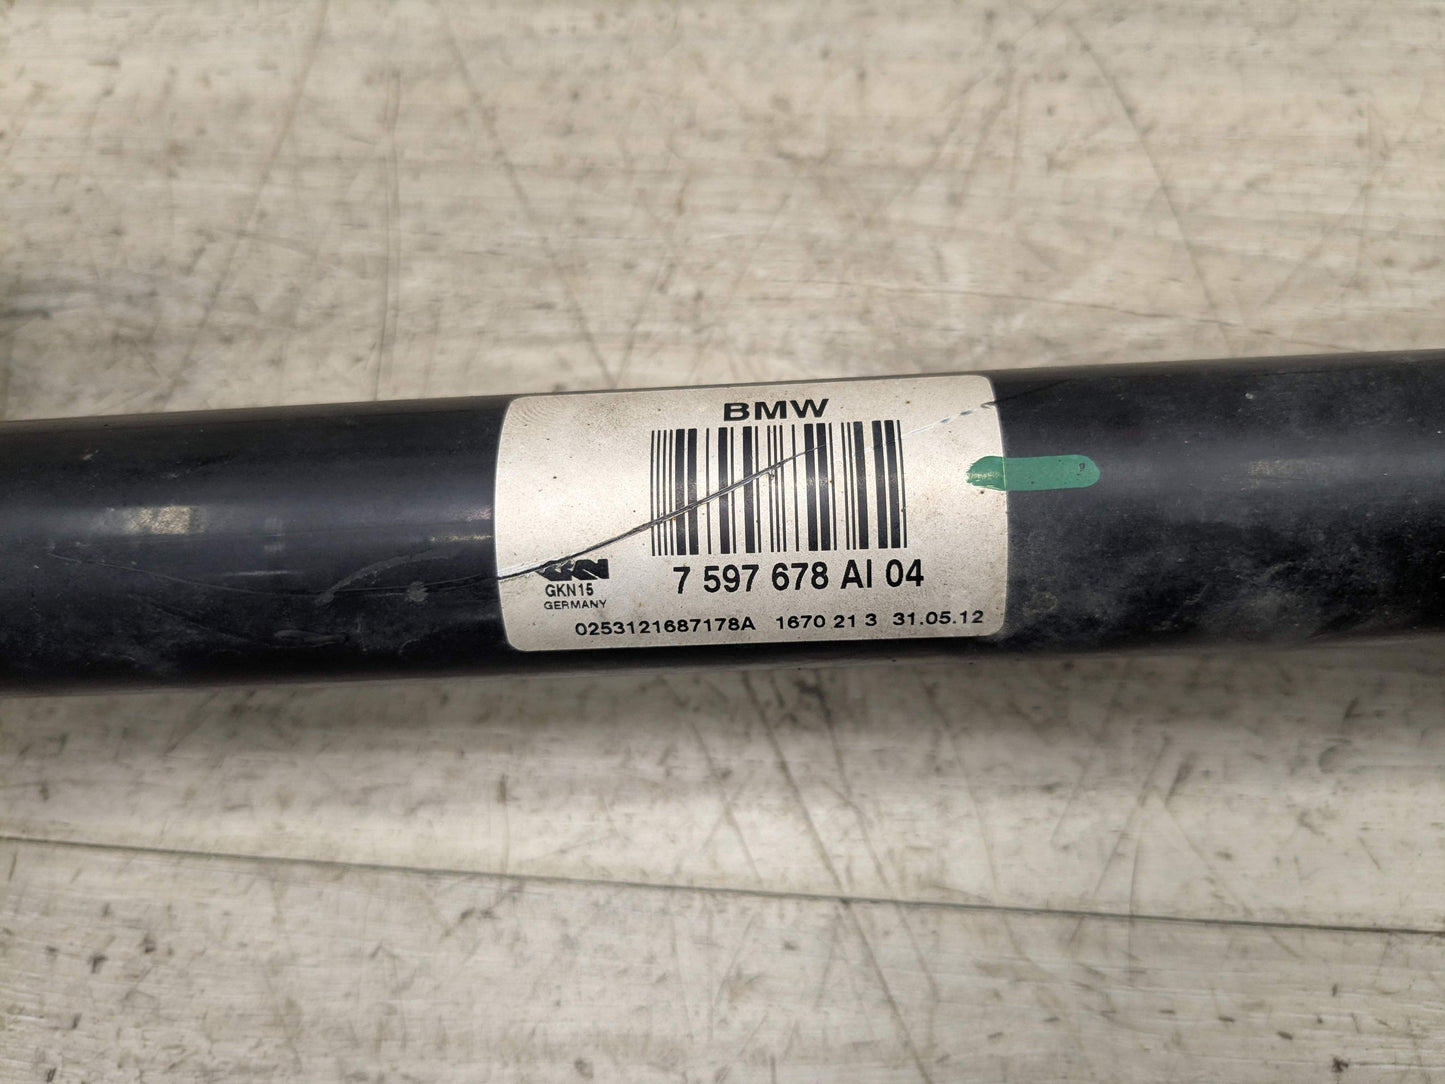 BMW
7 597 678 AI 04
GKN
GKN15
GERMANY
0253121687178A 1670 21 3 31.05.12